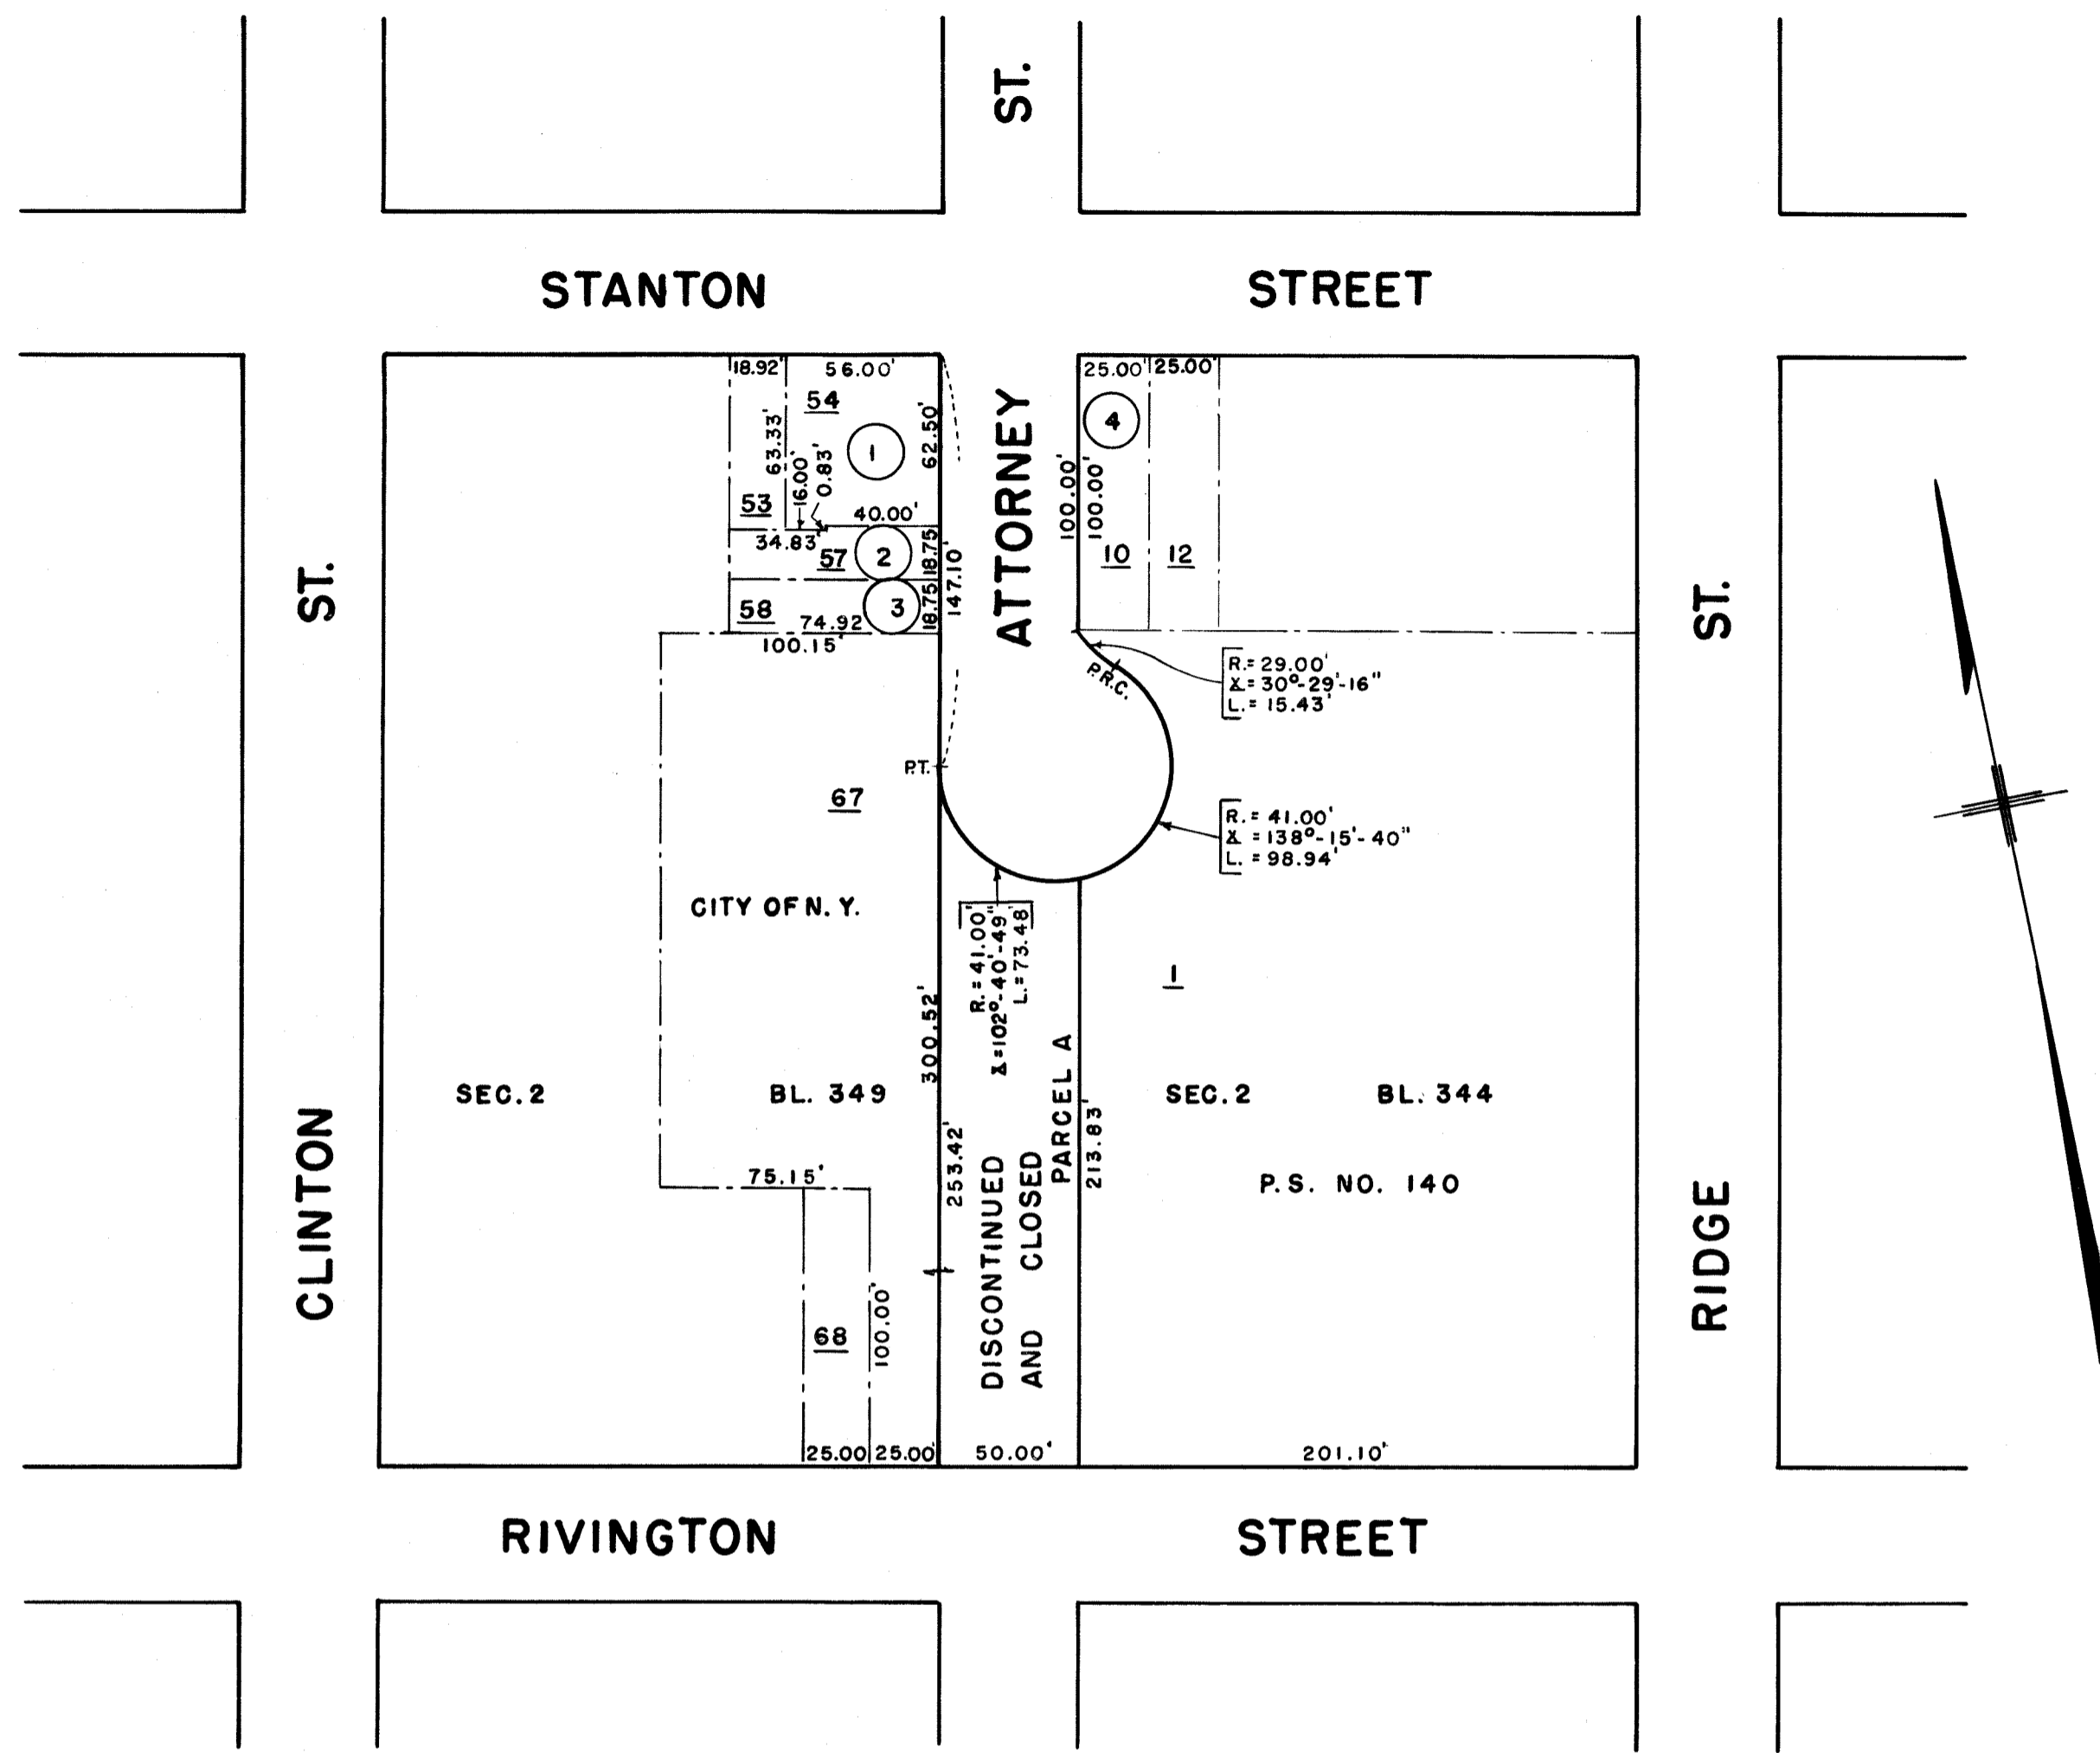 ST.
STANTON STREET
18.92'
56.00'
54
1
63.33'
16.00'
0.83'
62.50'
53
40.00'
34.83'
57
2
18.75
147.10'
58
3
18.75
74.92
100.15'
ATTORNEY
25.00'
25.00'
4
100.00'
100.00'
10
12
ST.
ST.
P.R.C.
R.= 29.00'
⊼= 30°-29'-16"
L.= 15.43'
P.T.
67
R. = 41.00'
⊼ = 138°-15'-40"
L. = 98.94'
CITY OF N. Y.
R. = 41.00'
⊼=102°-40'-49"
L.=73.48'
1
300.52'
SEC. 2
BL. 349
PARCEL A
SEC. 2
BL. 344
253.42'
213.83'
CLINTON
75.15'
DISCONTINUED
AND CLOSED
P.S. NO. 140
RIDGE
68
100.00'
25.00
25.00'
50.00'
201.10'
RIVINGTON STREET